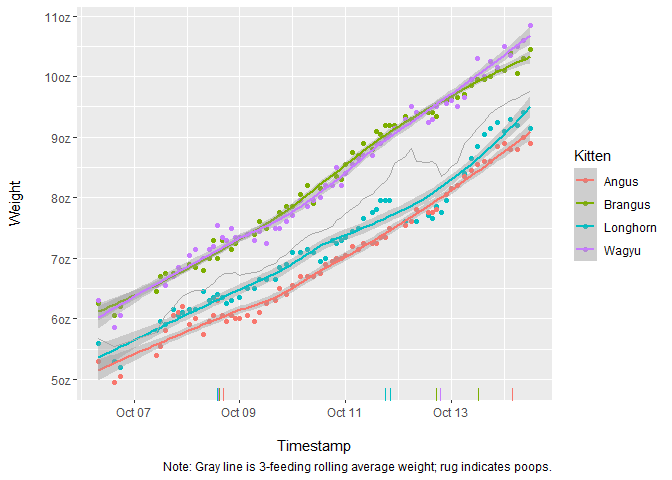 11oz
10oz
9oz
8oz
7oz
6oz
5oz
Weight
Oct 07
Oct 09
Oct 11
Oct 13
Timestamp
Kitten
Angus
Brangus
Longhorn
Wagyu
Note: Gray line is 3-feeding rolling average weight; rug indicates poops.